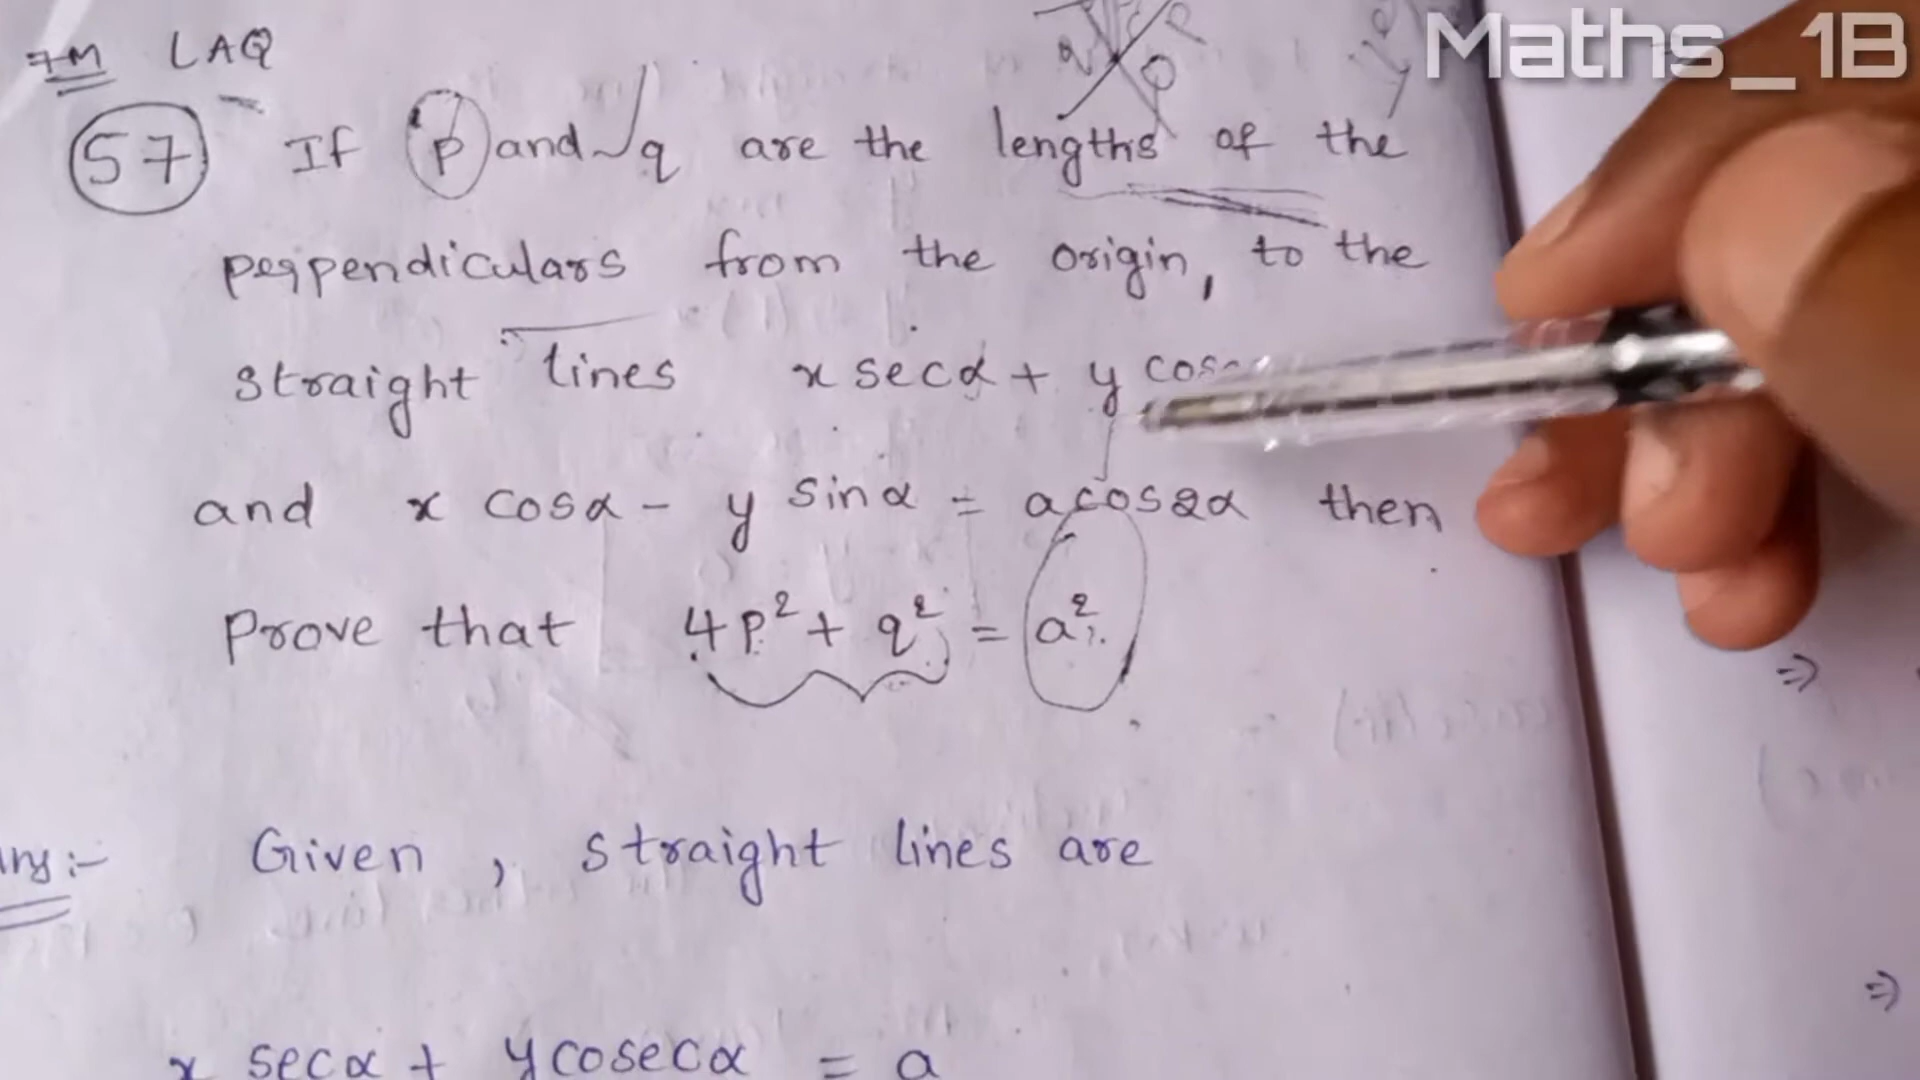 Maths_1B
7M LAQ
57 If p and q are the lengths of the
perpendiculars from the origin, to the
straight lines x secα + y cos
and x cosα - y sinα = a cos2α then
Prove that 4p² + q² = a².
:-
Given, straight lines are
x secα + y cosecα = a